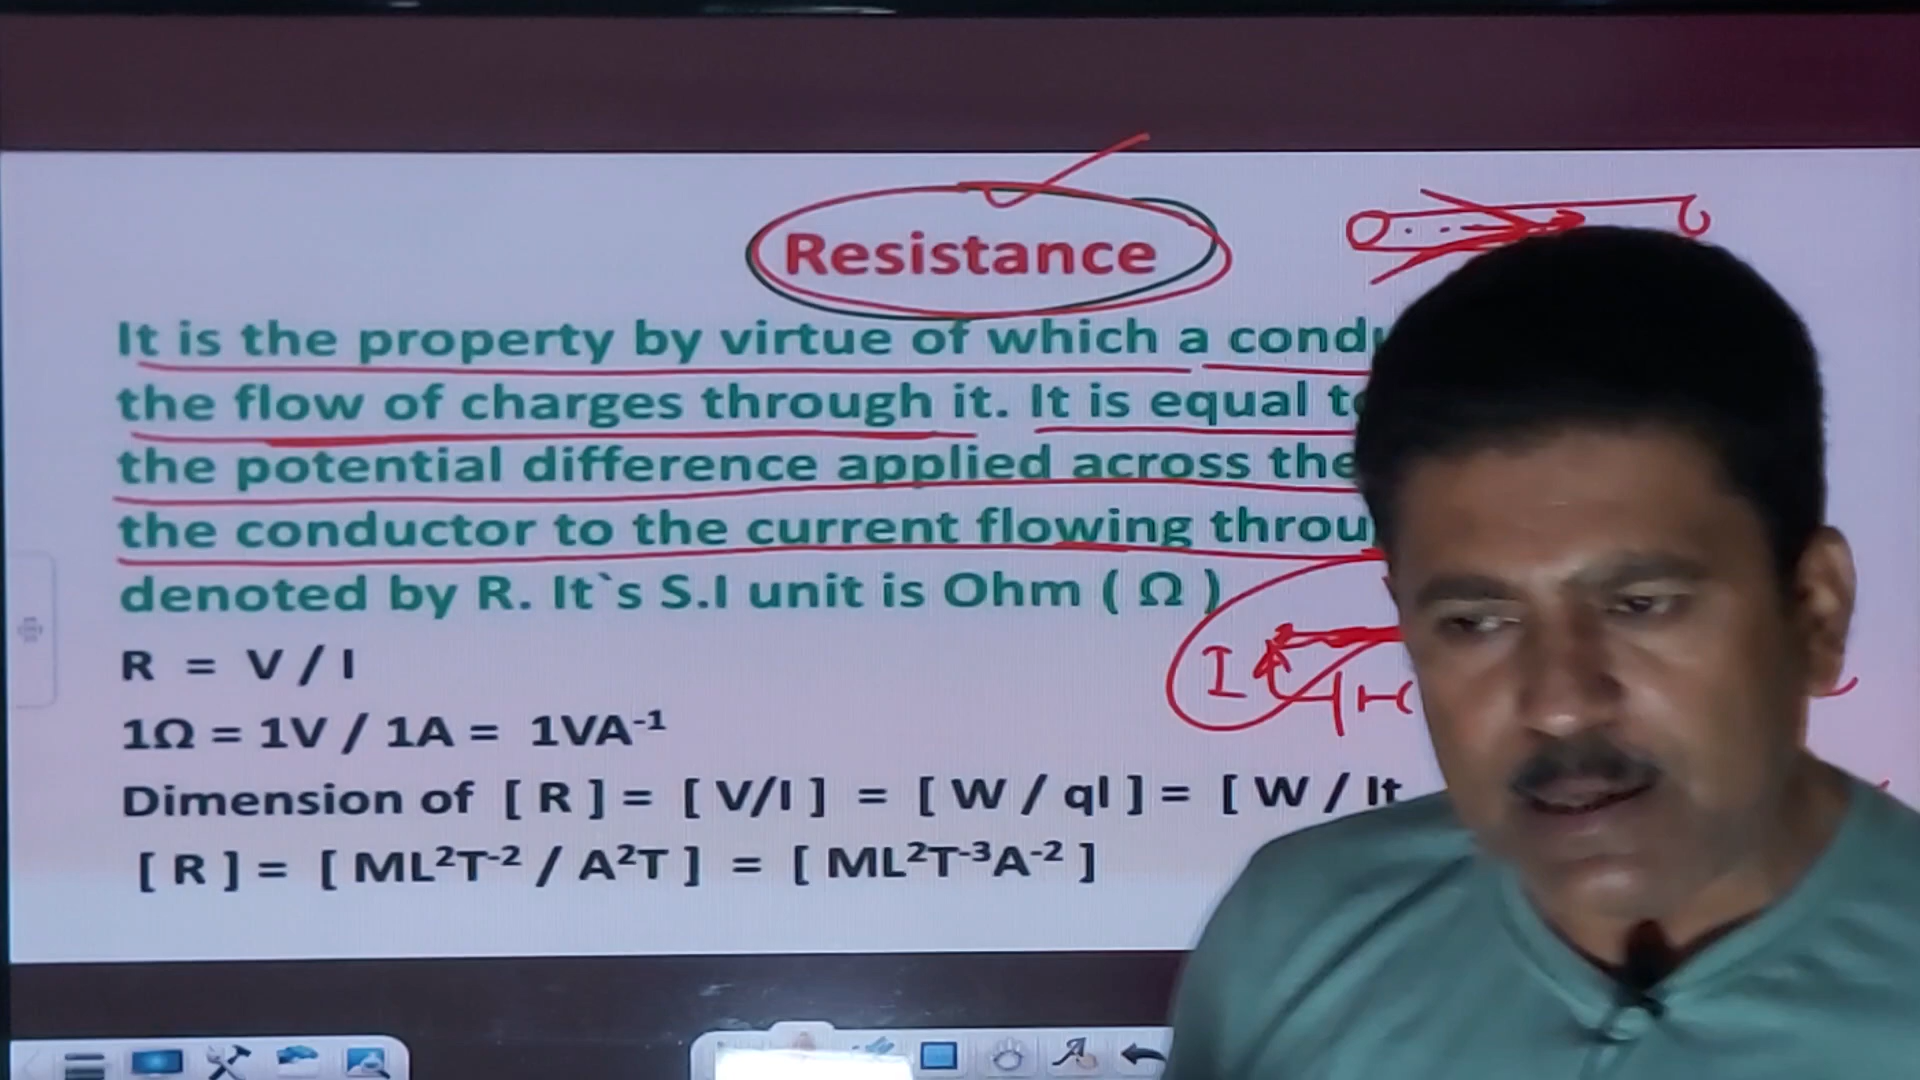 Resistance
It is the property by virtue of which a
the flow of charges through it. It is equal
the potential difference applied across the
the conductor to the current flowing
denoted by R. It`s S.I unit is Ohm ( Ω )
R = V / I
I
1Ω = 1V / 1A = 1VA⁻¹
Dimension of [ R ] = [ V/I ] = [ W / qI ] = [ W / It
[ R ] = [ ML²T⁻² / A²T ] = [ ML²T⁻³A⁻² ]